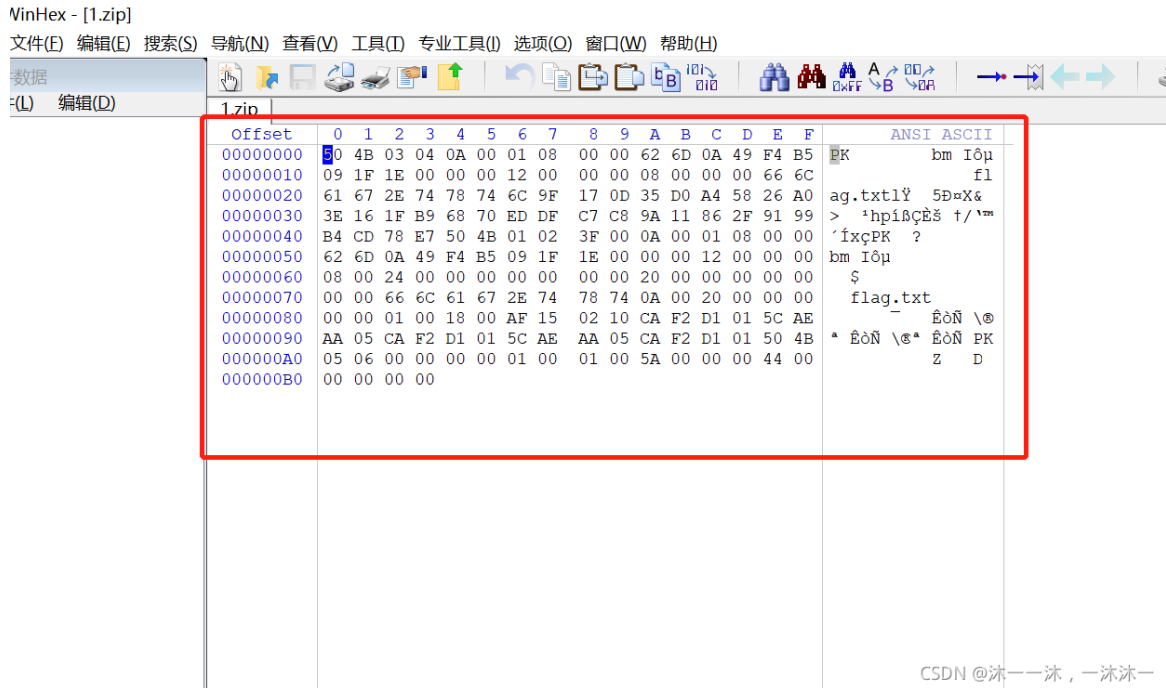 WinHex - [1.zip]
文件(F) 编辑(E) 搜索(S) 导航(N) 查看(V) 工具(T) 专业工具(I) 选项(O) 窗口(W) 帮助(H)
数据
(L) 编辑(D)
1.zip
Offset 0 1 2 3 4 5 6 7 8 9 A B C D E F ANSI ASCII
00000000 50 4B 03 04 0A 00 01 08 00 00 62 6D 0A 49 F4 B5 PK bm Iôµ
00000010 09 1F 1E 00 00 00 12 00 00 00 08 00 00 00 66 6C fl
00000020 61 67 2E 74 78 74 6C 9F 17 0D 35 D0 A4 58 26 A0 ag.txtlŸ 5Ð¤X&
00000030 3E 16 1F B9 68 70 ED DF C7 C8 9A 11 86 2F 91 99 > ¹hpíßÇÈš †/‘™
00000040 B4 CD 78 E7 50 4B 01 02 3F 00 0A 00 01 08 00 00 ´ÍxçPK ?
00000050 62 6D 0A 49 F4 B5 09 1F 1E 00 00 00 12 00 00 00 bm Iôµ
00000060 08 00 24 00 00 00 00 00 00 00 20 00 00 00 00 00 $
00000070 00 00 66 6C 61 67 2E 74 78 74 0A 00 20 00 00 00 flag.txt
00000080 00 00 01 00 18 00 AF 15 02 10 CA F2 D1 01 5C AE ¯ ÊòÑ \®
00000090 AA 05 CA F2 D1 01 5C AE AA 05 CA F2 D1 01 50 4B ª ÊòÑ \®ª ÊòÑ PK
000000A0 05 06 00 00 00 00 01 00 01 00 5A 00 00 00 44 00 Z D
000000B0 00 00 00 00
CSDN @沐一一沐，一沐沐一